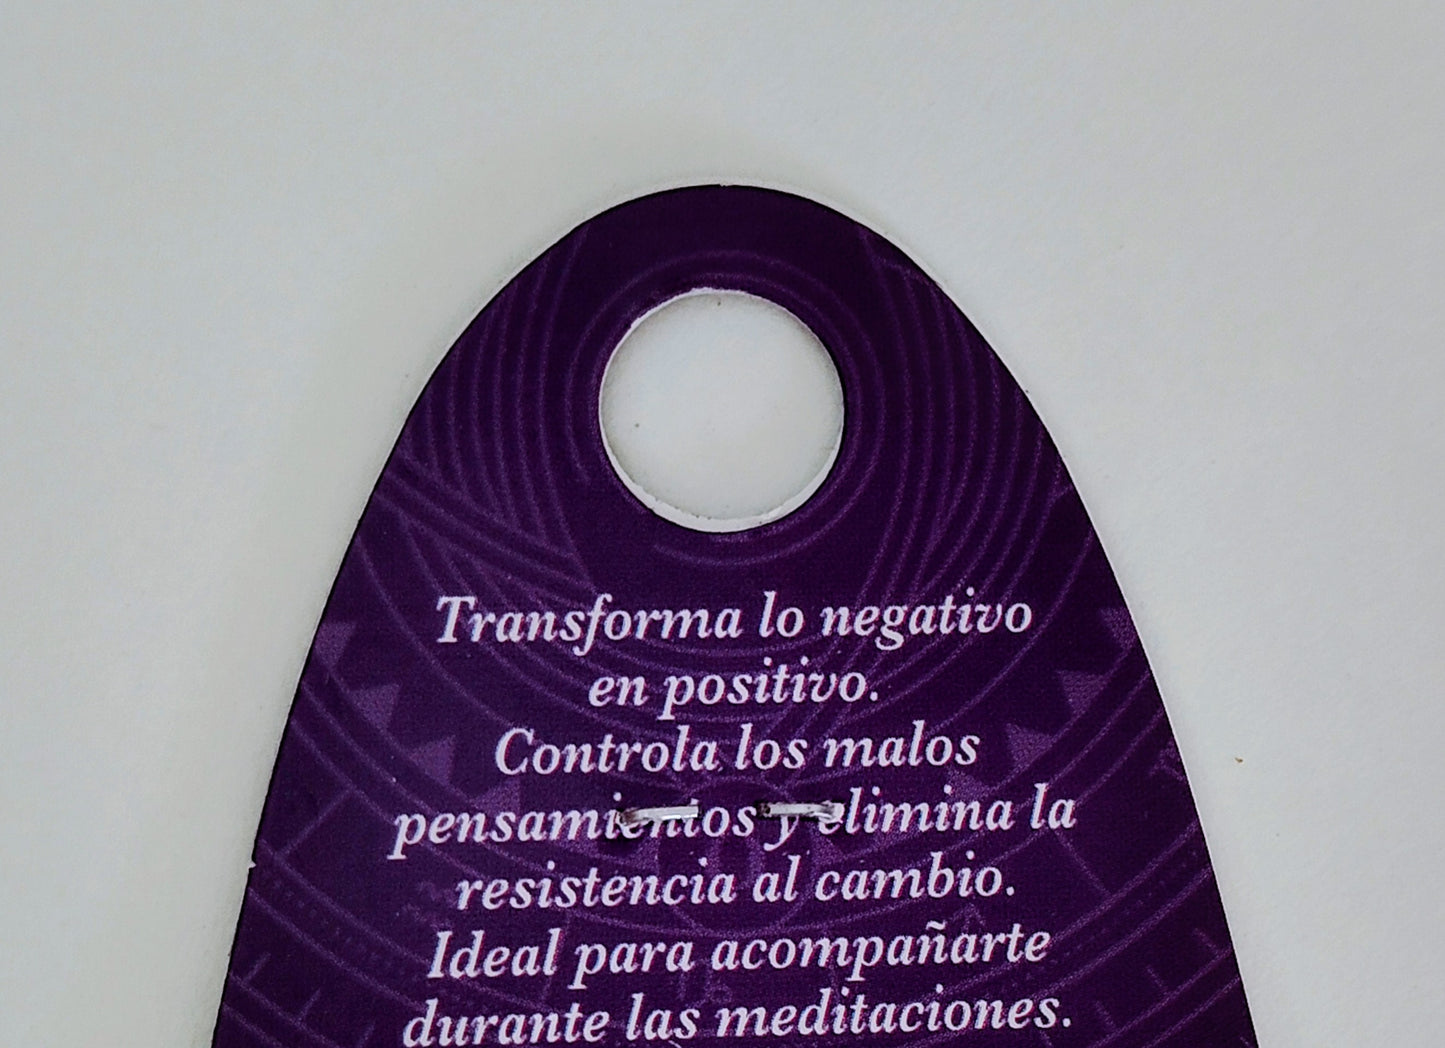 Transforma lo negativo
en positivo.
Controla los malos
pensamientos y elimina la
resistencia al cambio.
Ideal para acompañarte
durante las meditaciones.